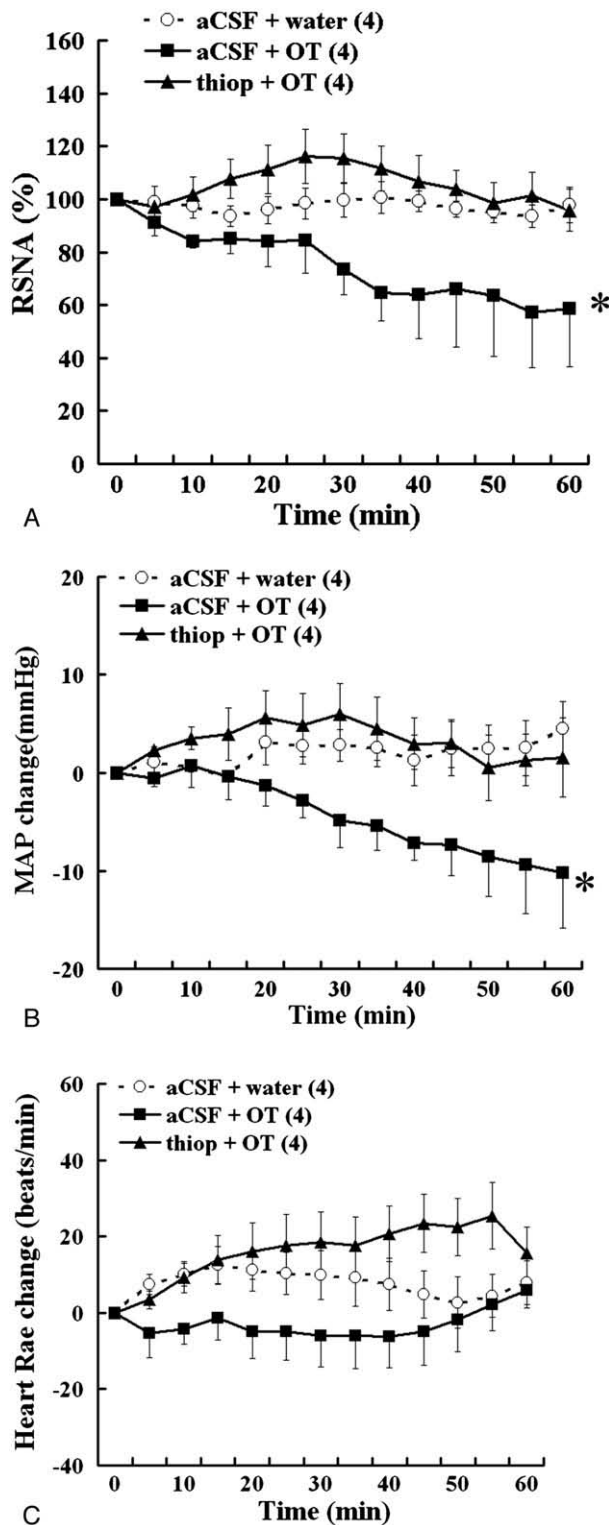 aCSF + water (4)
aCSF + OT (4)
thiop + OT (4)
160
140
120
100
80
60
40
20
0
RSNA (%)
*
0 10 20 30 40 50 60
Time (min)
A
aCSF + water (4)
aCSF + OT (4)
thiop + OT (4)
20
10
0
-10
-20
MAP change(mmHg)
*
0 10 20 30 40 50 60
Time (min)
B
aCSF + water (4)
aCSF + OT (4)
thiop + OT (4)
60
40
20
0
-20
-40
Heart Rae change (beats/min)
0 10 20 30 40 50 60
Time (min)
C